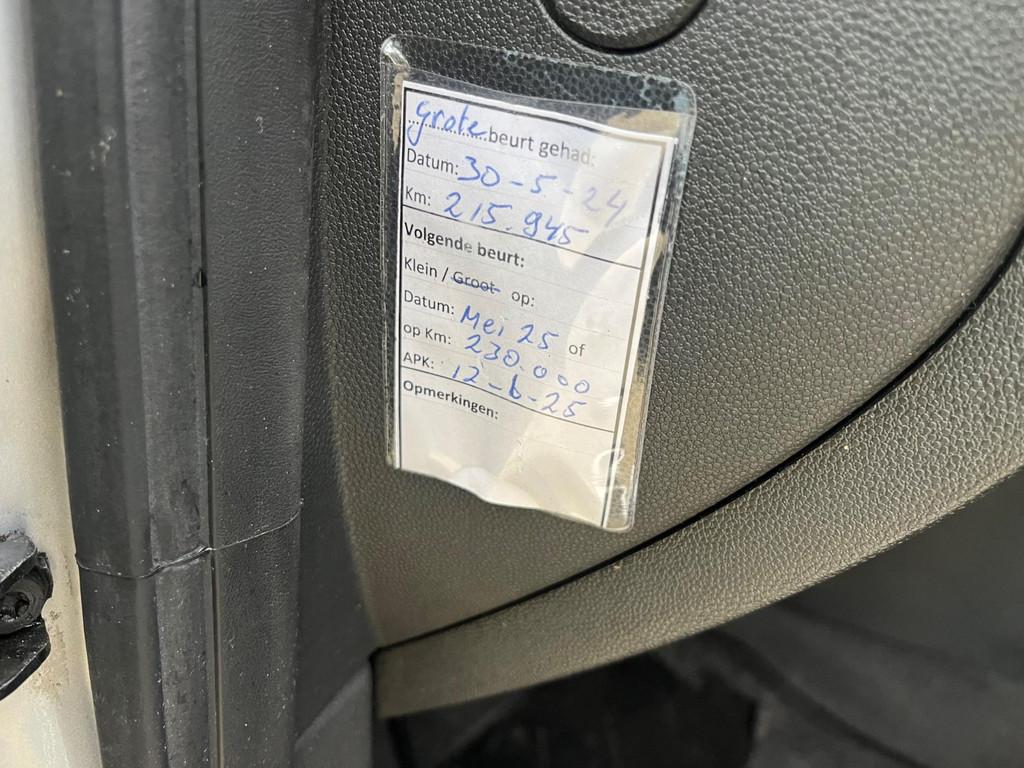 Grote beurt gehad:
Datum: 30-5-24
Km: 215.945
Volgende beurt:
Klein / Groot op:
Datum: Mei 25 of
op Km: 230.000
APK: 12-6-25
Opmerkingen: